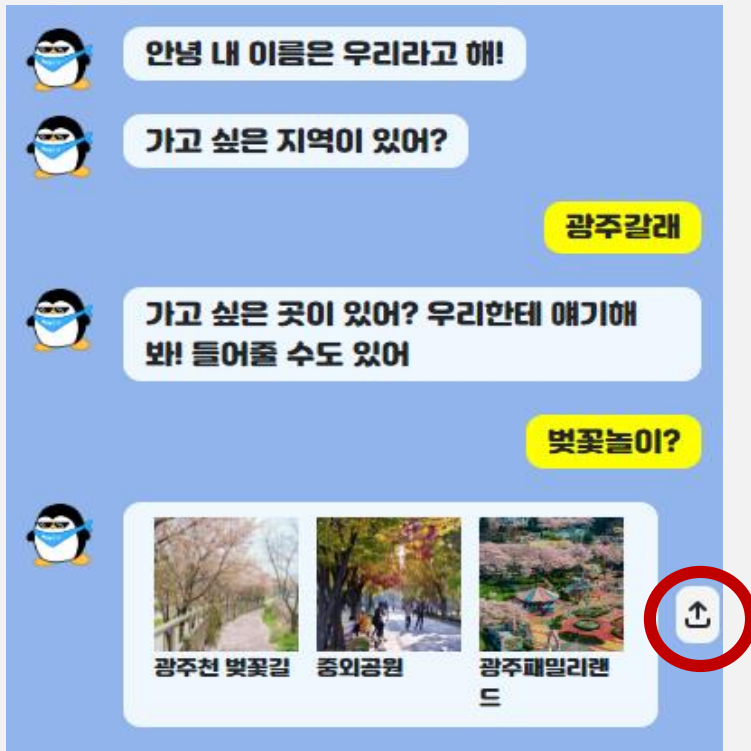 안녕 내 이름은 우리라고 해!
가고 싶은 지역이 있어?
광주갈래
가고 싶은 곳이 있어? 우리한테 얘기해
봐! 들어줄 수도 있어
벚꽃놀이?
광주천 벚꽃길
중외공원
광주패밀리랜
드